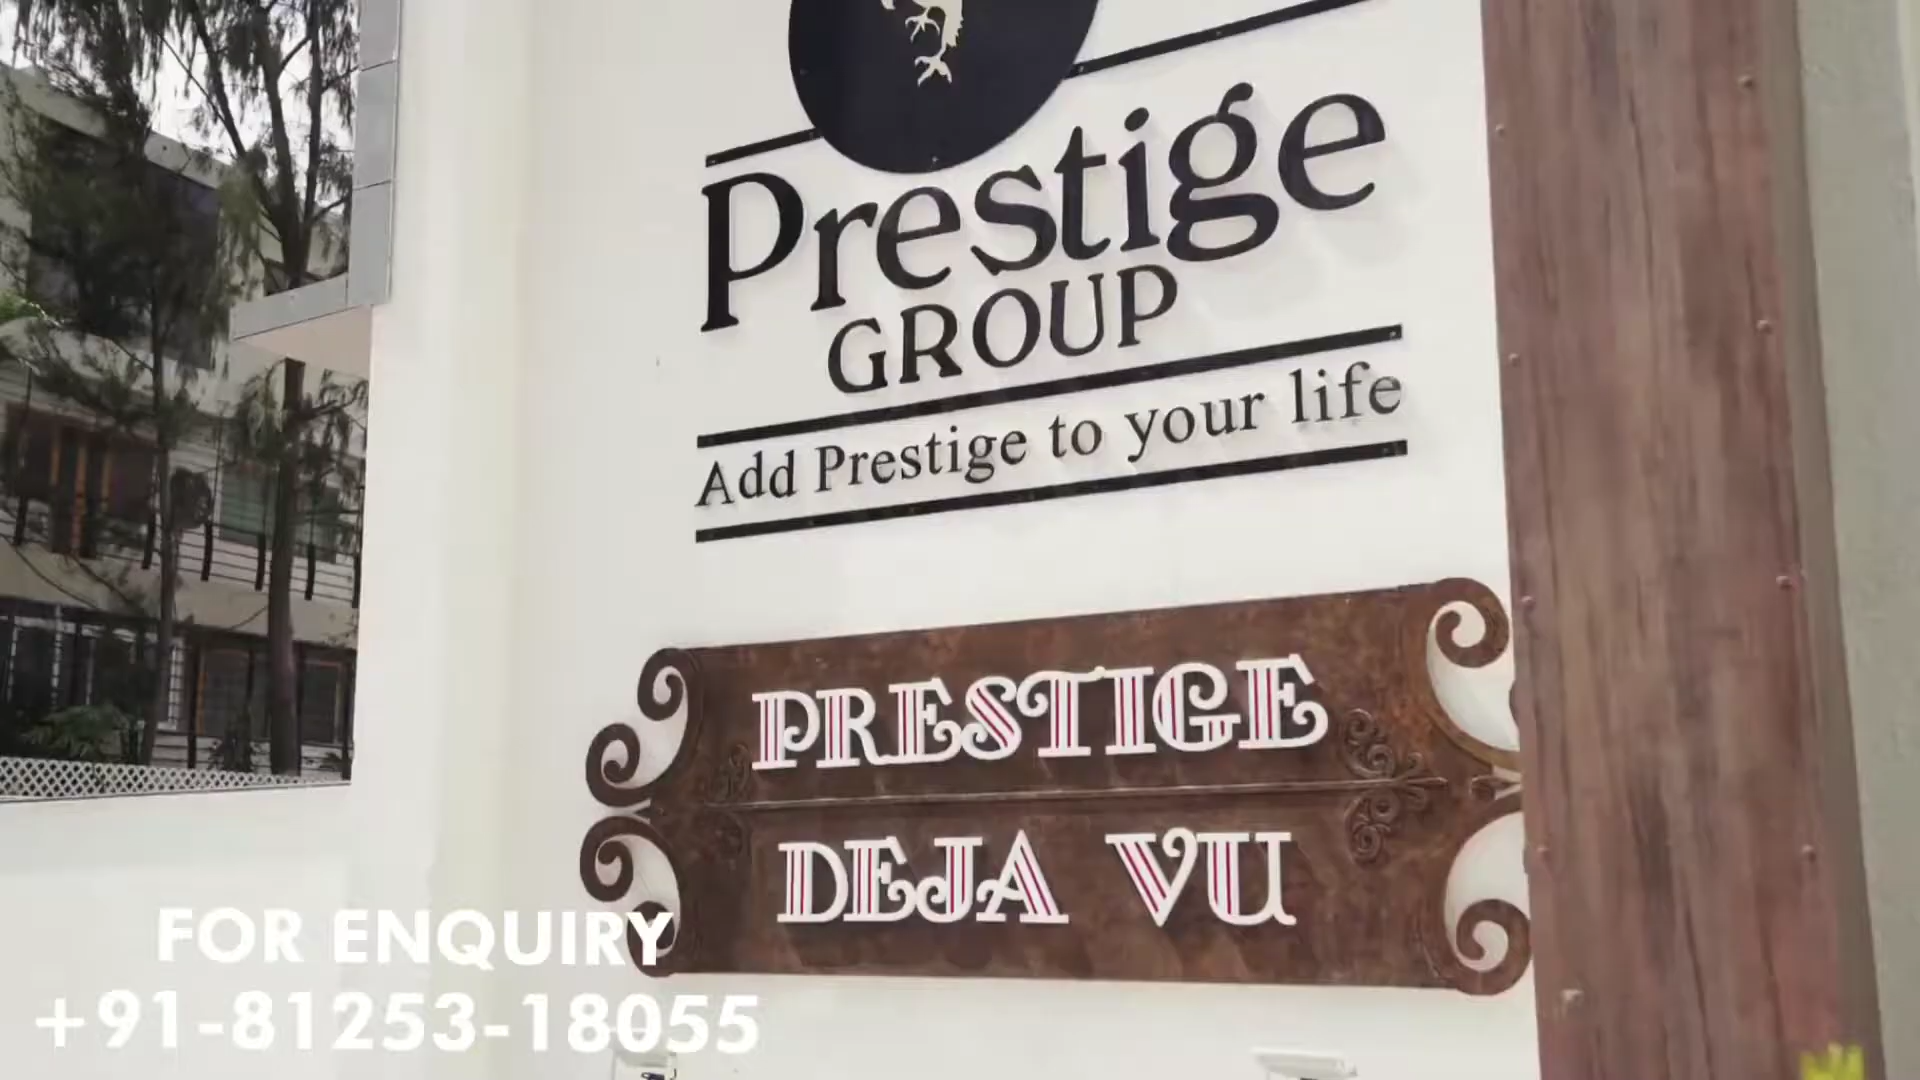 Prestige
GROUP
Add Prestige to your life
PRESTIGE
DEJA VU
FOR ENQUIRY
+91-81253-18055